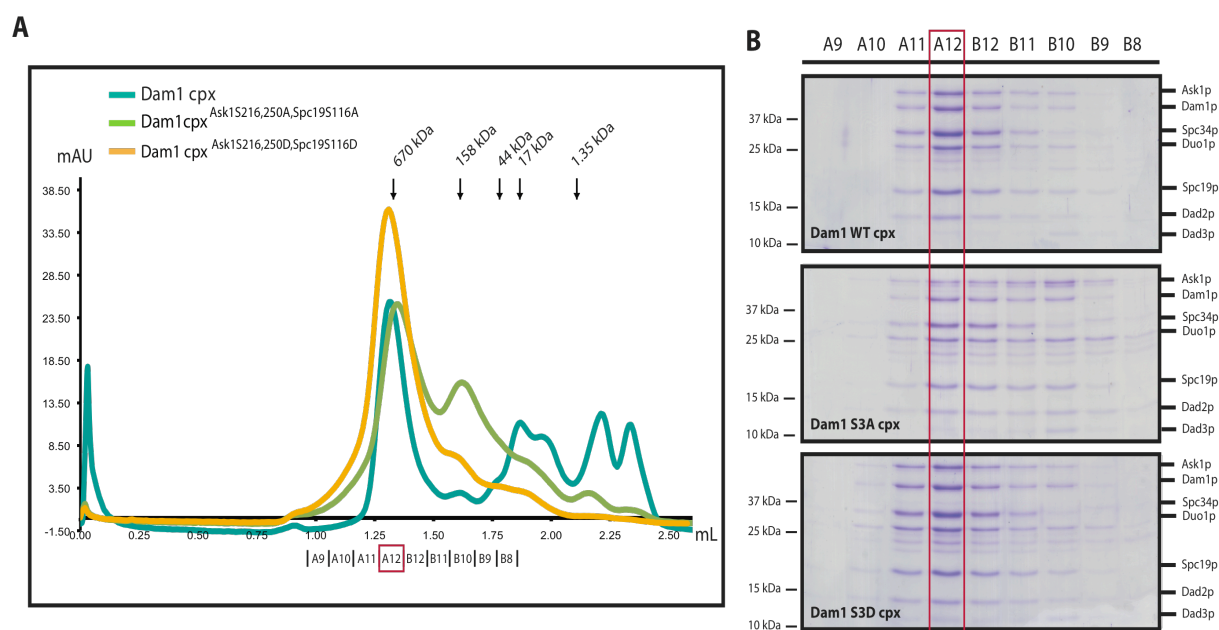 A
Dam1 cpx
Dam1cpx Ask1S216,250A,Spc19S116A
Dam1 cpx Ask1S216,250D,Spc19S116D
mAU
670 kDa
158 kDa
44 kDa
17 kDa
1.35 kDa
38.50
33.50
28.50
23.50
18.50
13.50
8.50
3.50
-1.50
0.00 0.25 0.50 0.75 1.00 1.25 1.50 1.75 2.00 2.25 2.50 mL
A9 A10 A11 A12 B12 B11 B10 B9 B8
B
A9 A10 A11 A12 B12 B11 B10 B9 B8
37 kDa
25 kDa
15 kDa
10 kDa
Dam1 WT cpx
Ask1p
Dam1p
Spc34p
Duo1p
Spc19p
Dad2p
Dad3p
37 kDa
25 kDa
15 kDa
10 kDa
Dam1 S3A cpx
Ask1p
Dam1p
Spc34p
Duo1p
Spc19p
Dad2p
Dad3p
37 kDa
25 kDa
15 kDa
10 kDa
Dam1 S3D cpx
Ask1p
Dam1p
Spc34p
Duo1p
Spc19p
Dad2p
Dad3p